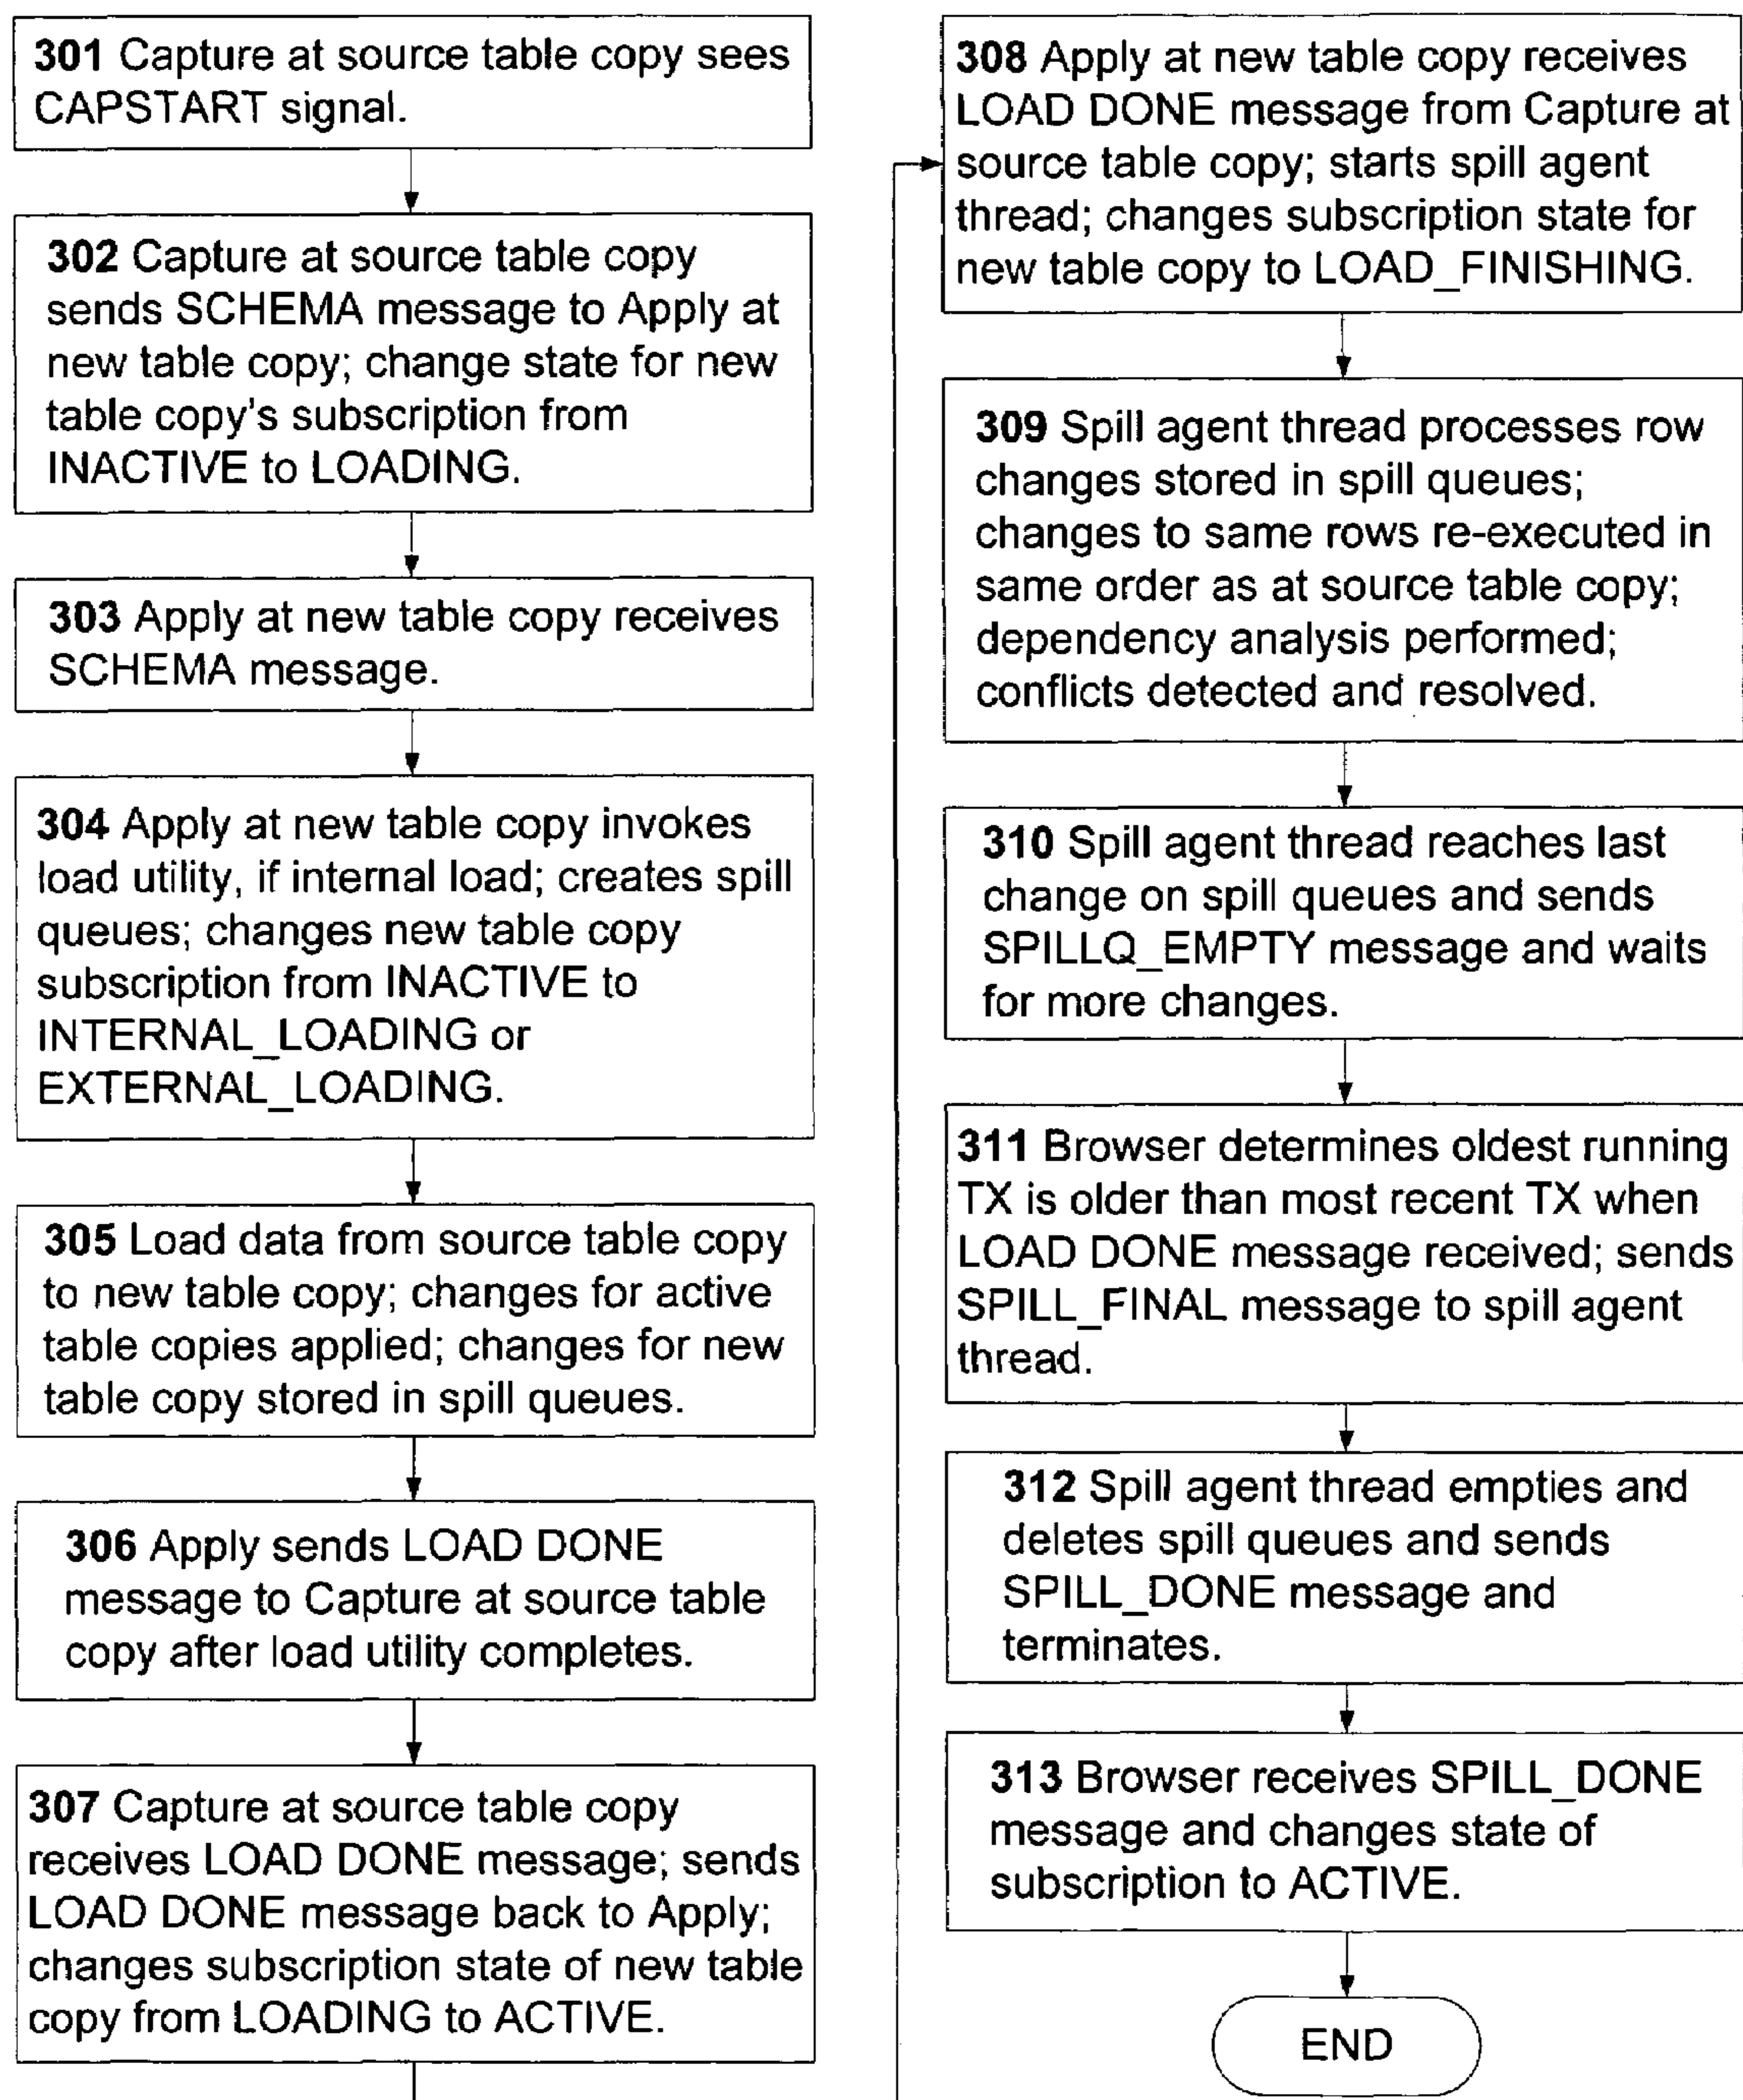 301 Capture at source table copy sees
CAPSTART signal.
302 Capture at source table copy
sends SCHEMA message to Apply at
new table copy; change state for new
table copy's subscription from
INACTIVE to LOADING.
303 Apply at new table copy receives
SCHEMA message.
304 Apply at new table copy invokes
load utility, if internal load; creates spill
queues; changes new table copy
subscription from INACTIVE to
INTERNAL_LOADING or
EXTERNAL_LOADING.
305 Load data from source table copy
to new table copy; changes for active
table copies applied; changes for new
table copy stored in spill queues.
306 Apply sends LOAD DONE
message to Capture at source table
copy after load utility completes.
307 Capture at source table copy
receives LOAD DONE message; sends
LOAD DONE message back to Apply;
changes subscription state of new table
copy from LOADING to ACTIVE.
308 Apply at new table copy receives
LOAD DONE message from Capture at
source table copy; starts spill agent
thread; changes subscription state for
new table copy to LOAD_FINISHING.
309 Spill agent thread processes row
changes stored in spill queues;
changes to same rows re-executed in
same order as at source table copy;
dependency analysis performed;
conflicts detected and resolved.
310 Spill agent thread reaches last
change on spill queues and sends
SPILLQ_EMPTY message and waits
for more changes.
311 Browser determines oldest running
TX is older than most recent TX when
LOAD DONE message received; sends
SPILL_FINAL message to spill agent
thread.
312 Spill agent thread empties and
deletes spill queues and sends
SPILL_DONE message and
terminates.
313 Browser receives SPILL_DONE
message and changes state of
subscription to ACTIVE.
END